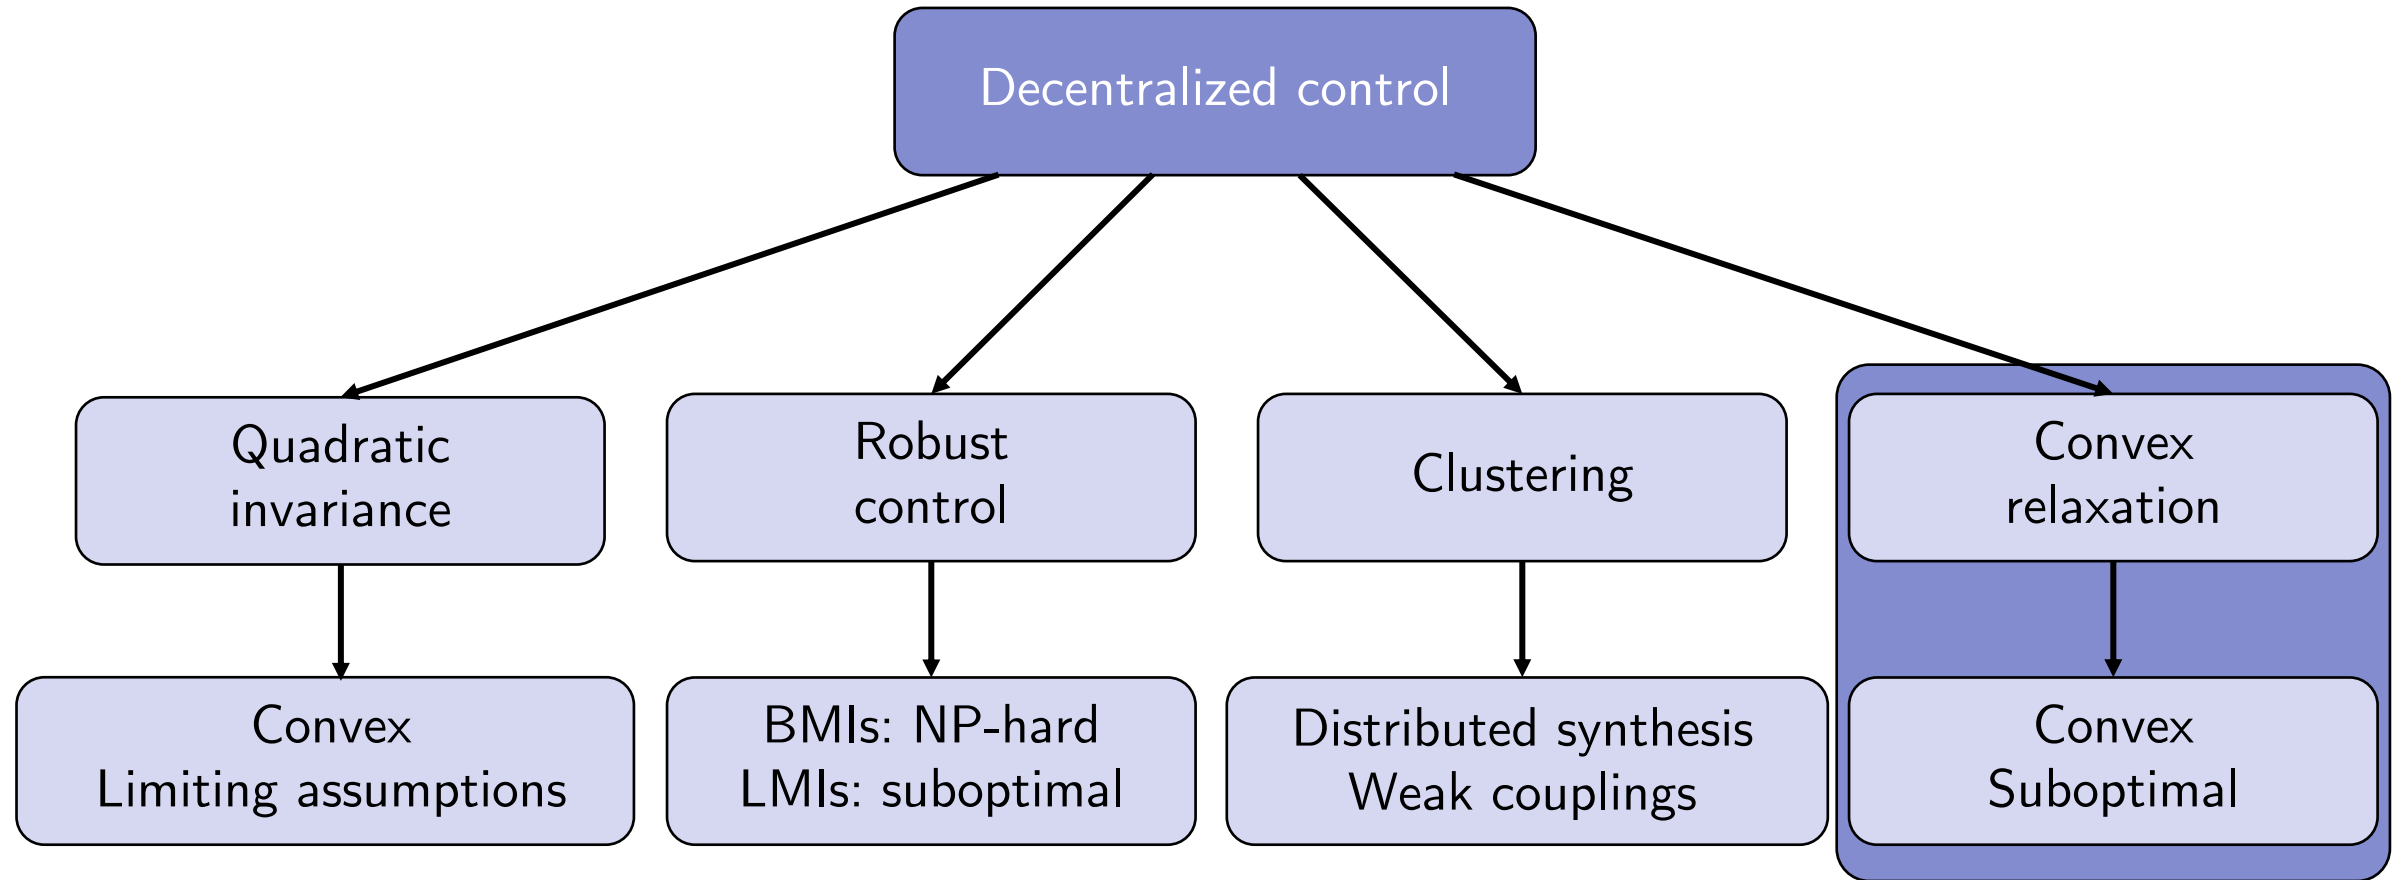 Decentralized control
Quadratic
invariance
Robust
control
Clustering
Convex
relaxation
Convex
Limiting assumptions
BMIs: NP-hard
LMIs: suboptimal
Distributed synthesis
Weak couplings
Convex
Suboptimal